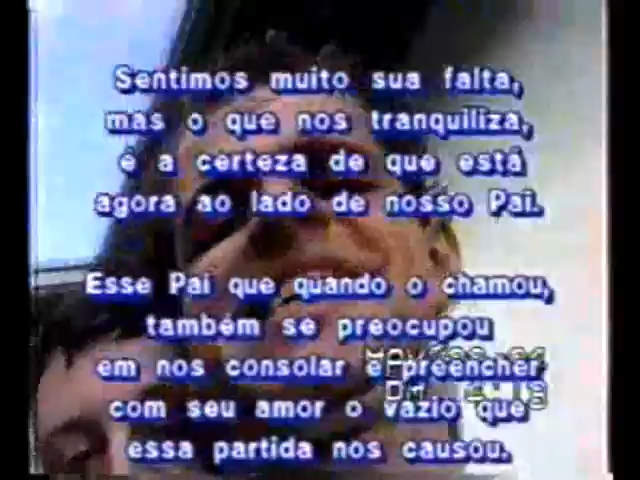 Sentimos muito sua falta,
mas o que nos tranquiliza,
é a certeza de que está
agora ao lado de nosso Pai.
Esse Pai que quando o chamou,
também se preocupou
em nos consolar e preencher
com seu amor o vazio que
essa partida nos causou.